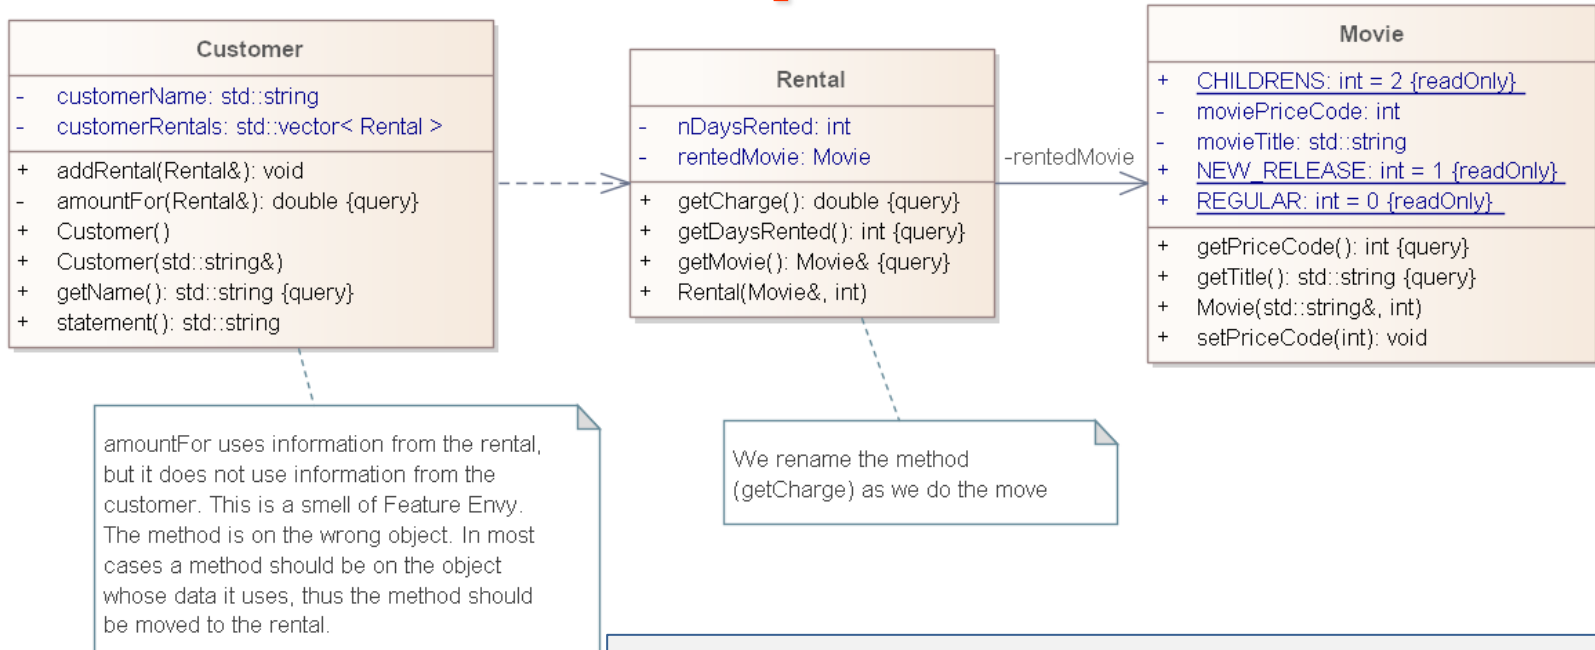 Customer
- customerName: std::string
- customerRentals: std::vector< Rental >
+ addRental(Rental&): void
- amountFor(Rental&): double {query}
+ Customer()
+ Customer(std::string&)
+ getName(): std::string {query}
+ statement(): std::string
Rental
- nDaysRented: int
- rentedMovie: Movie
+ getCharge(): double {query}
+ getDaysRented(): int {query}
+ getMovie(): Movie& {query}
+ Rental(Movie&, int)
-rentedMovie
Movie
+ CHILDRENS: int = 2 {readOnly}
- moviePriceCode: int
- movieTitle: std::string
+ NEW_RELEASE: int = 1 {readOnly}
+ REGULAR: int = 0 {readOnly}
+ getPriceCode(): int {query}
+ getTitle(): std::string {query}
+ Movie(std::string&, int)
+ setPriceCode(int): void
amountFor uses information from the rental,
but it does not use information from the
customer. This is a smell of Feature Envy.
The method is on the wrong object. In most
cases a method should be on the object
whose data it uses, thus the method should
be moved to the rental.
We rename the method
(getCharge) as we do the move